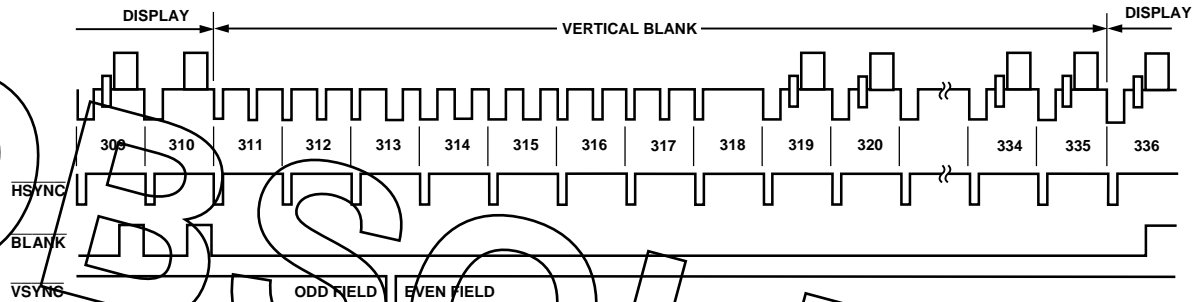 DISPLAY VERTICAL BLANK DISPLAY
309 310 311 312 313 314 315 316 317 318 319 320 334 335 336
HSYNC
BLANK
VSYNC ODD FIELD EVEN FIELD